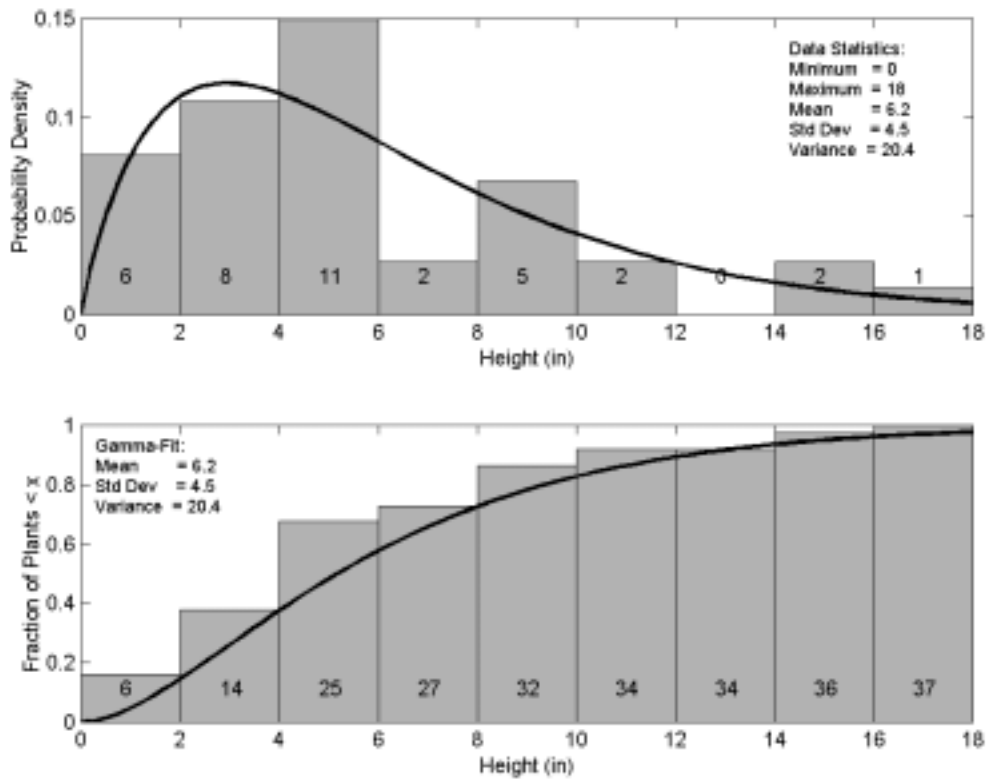 0.15
0.1
0.05
0
Probability Density
Data Statistics:
Minimum = 0
Maximum = 18
Mean = 6.2
Std Dev = 4.5
Variance = 20.4
6 8 11 2 5 2 0 2 1
0 2 4 6 8 10 12 14 16 18
Height (in)
1
0.8
0.6
0.4
0.2
0
Fraction of Plants < x
Gamma-Fit:
Mean = 6.2
Std Dev = 4.5
Variance = 20.4
6 14 25 27 32 34 34 36 37
0 2 4 6 8 10 12 14 16 18
Height (in)